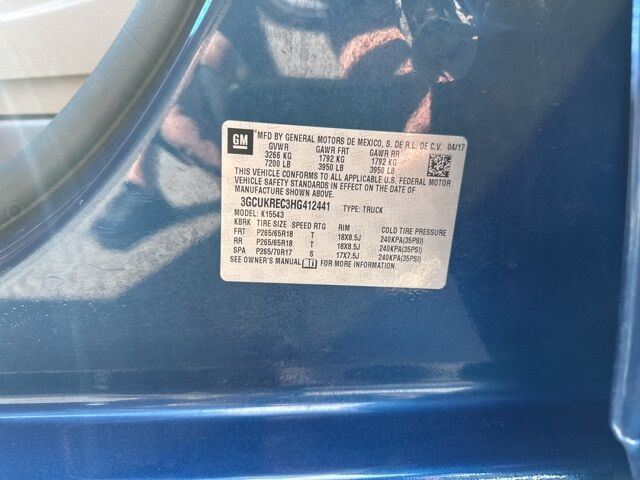 GM MFD BY GENERAL MOTORS DE MEXICO, S. DE R.L. DE C.V. 04/17
GVWR GAWR FRT GAWR RR
3266 KG 1792 KG 1792 KG
7200 LB 3950 LB 3950 LB
THIS VEHICLE CONFORMS TO ALL APPLICABLE U.S. FEDERAL MOTOR
VEHICLE SAFETY STANDARDS IN EFFECT ON THE DATE OF
MANUFACTURE SHOWN ABOVE.
3GCUKREC3HG412441 TYPE: TRUCK
MODEL: K15543
KBRK TIRE SIZE SPEED RTG RIM COLD TIRE PRESSURE
FRT P265/65R18 T 18X8.5J 240KPA(35PSI)
RR P265/65R18 T 18X8.5J 240KPA(35PSI)
SPA P265/70R17 S 17X7.5J 240KPA(35PSI)
SEE OWNER'S MANUAL FOR MORE INFORMATION.